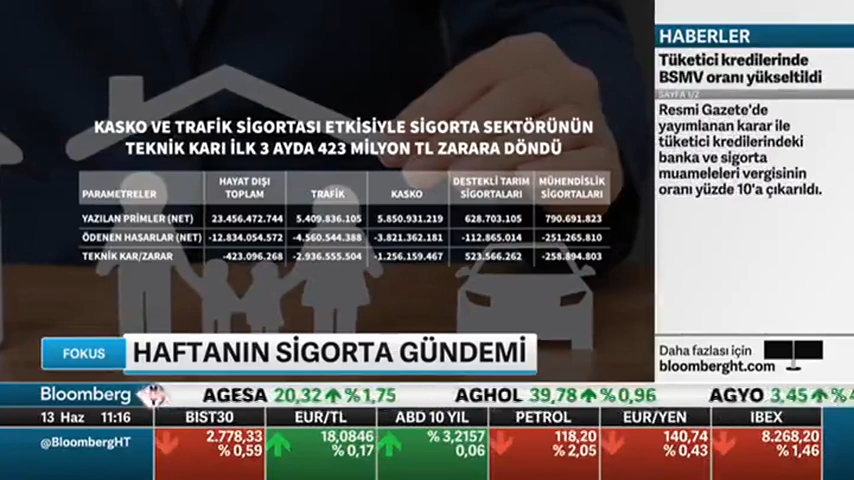 KASKO VE TRAFİK SİGORTASI ETKİSİYLE SİGORTA SEKTÖRÜNÜN
TEKNİK KARI İLK 3 AYDA 423 MİLYON TL ZARARA DÖNDÜ
PARAMETRELER HAYAT DIŞI TOPLAM TRAFİK KASKO DESTEKLİ TARIM SİGORTALARI MÜHENDİSLİK SİGORTALARI
YAZILAN PRİMLER (NET) 23.456.472.744 5.409.836.105 5.850.931.219 628.703.105 790.691.823
ÖDENEN HASARLAR (NET) -12.834.054.572 -4.560.544.388 -3.821.362.181 -112.865.014 -251.265.810
TEKNİK KAR/ZARAR -423.096.268 -2.936.555.504 -1.256.159.467 523.566.262 -258.894.803
HABERLER
Tüketici kredilerinde
BSMV oranı yükseltildi
SAYFA 1/2
Resmi Gazete'de
yayımlanan karar ile
tüketici kredilerindeki
banka ve sigorta
muameleleri vergisinin
oranı yüzde 10'a çıkarıldı.
Daha fazlası için
bloomberght.com
FOKUS HAFTANIN SİGORTA GÜNDEMİ
Bloomberg AGESA 20,32 %1,75 AGHOL 39,78 %0,96 AGYO 3,45
13 Haz 11:16 BIST30 EUR/TL ABD 10 YIL PETROL EUR/YEN IBEX
@BloombergHT 2.778,33 18,0846 % 3,2157 118,20 140,74 8.268,20
% 0,59 % 0,17 0,06 % 2,05 % 0,43 % 1,46